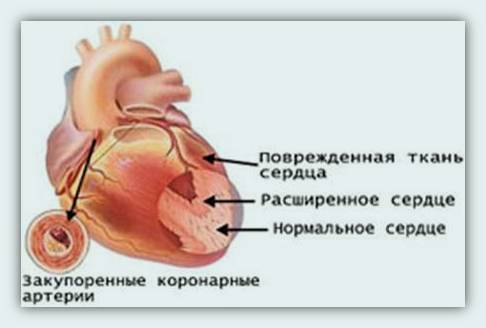 Поврежденная ткань
сердца
Расширенное сердце
Нормальное сердце
Закупоренные коронарные
артерии